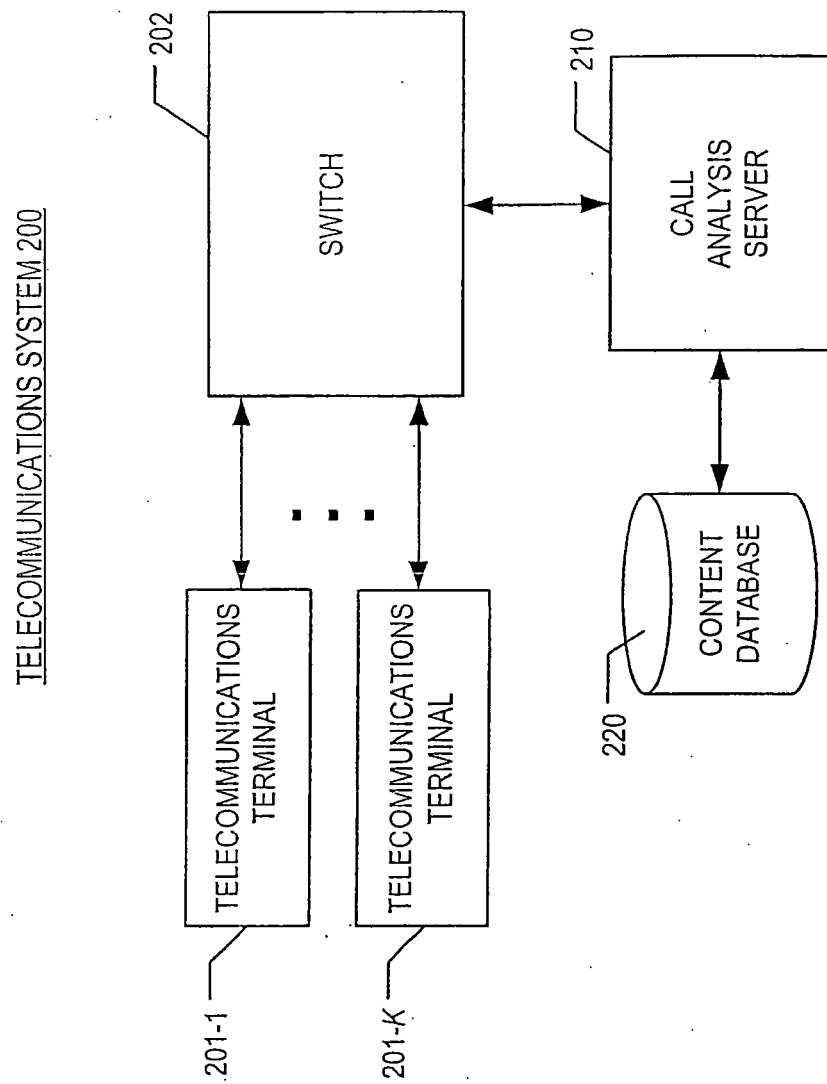 TELECOMMUNICATIONS SYSTEM 200
201-1
TELECOMMUNICATIONS
TERMINAL
201-K
TELECOMMUNICATIONS
TERMINAL
202
SWITCH
220
CONTENT
DATABASE
210
CALL
ANALYSIS
SERVER